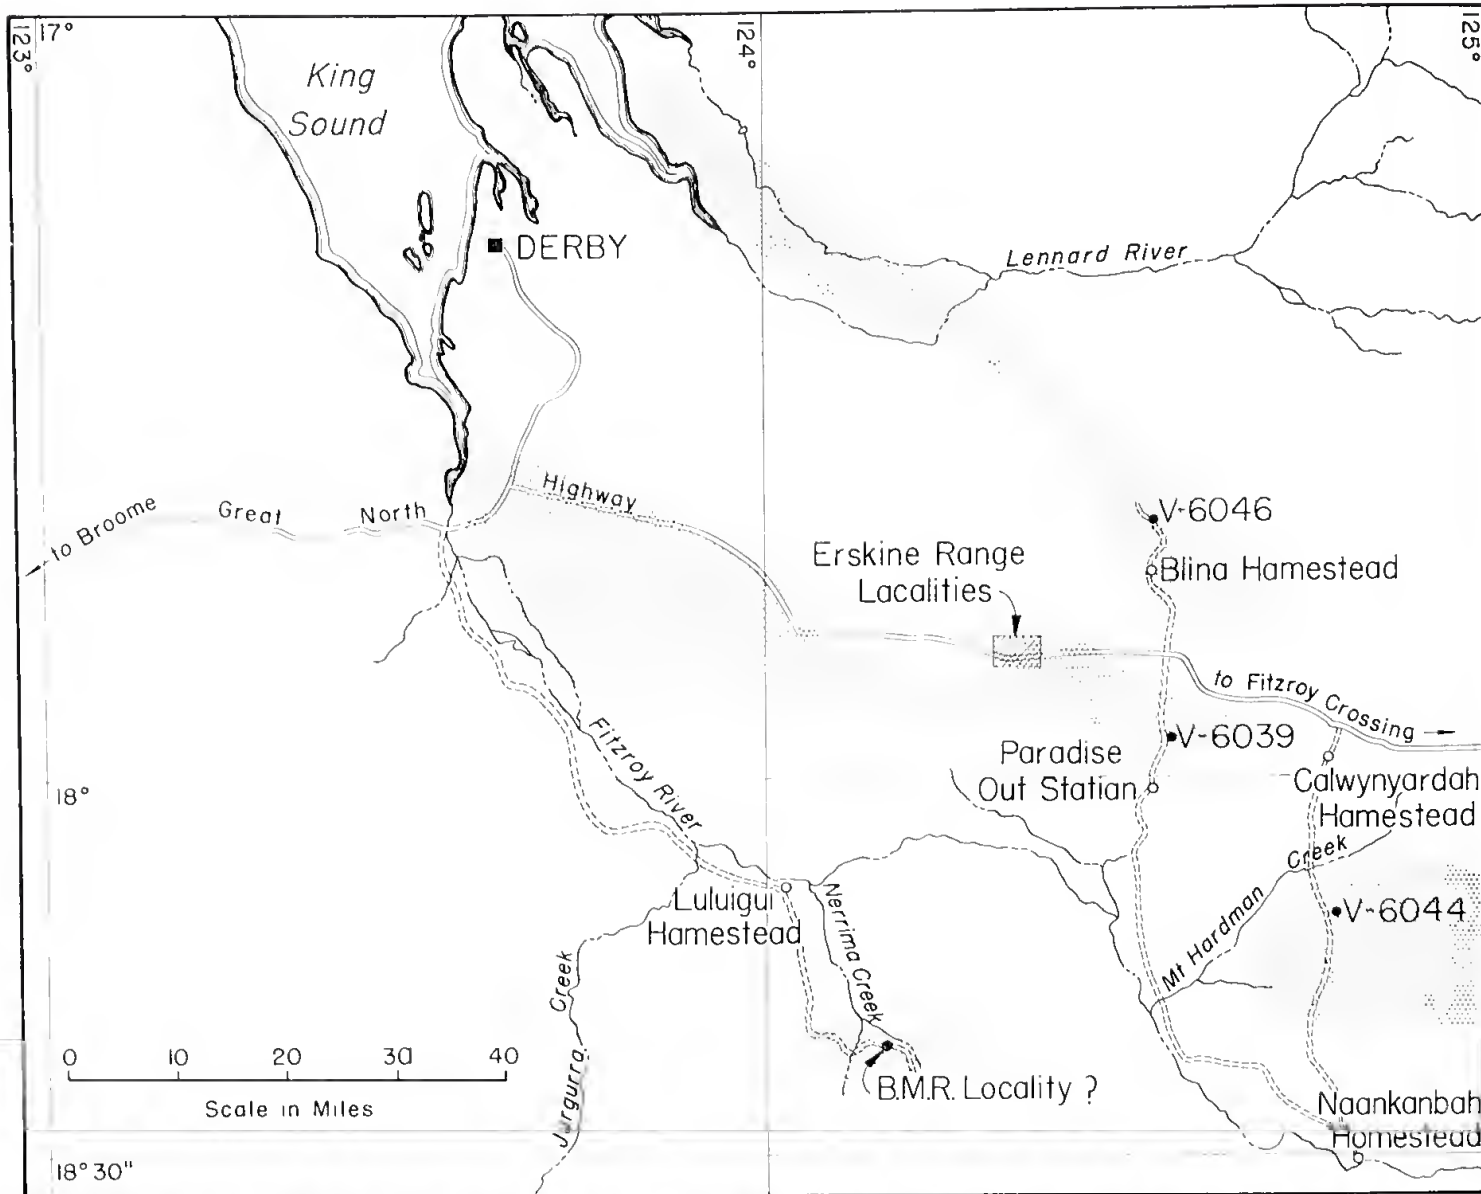 123°
17°
124°
125°
King
Sound
DERBY
Lennard River
to Broome
Great North Highway
V-6046
Blina Hamestead
Erskine Range
Lacalities
to Fitzroy Crossing
V-6039
Paradise
Out Statian
Calwynyardah
Hamestead
18°
Fitzroy River
Luluigui
Hamestead
Nerrima Creek
Mt Hardman Creek
V-6044
Jurgurra Creek
0 10 20 30 40
Scale in Miles
B.M.R. Locality ?
Naankanbah
Homestead
18°30"